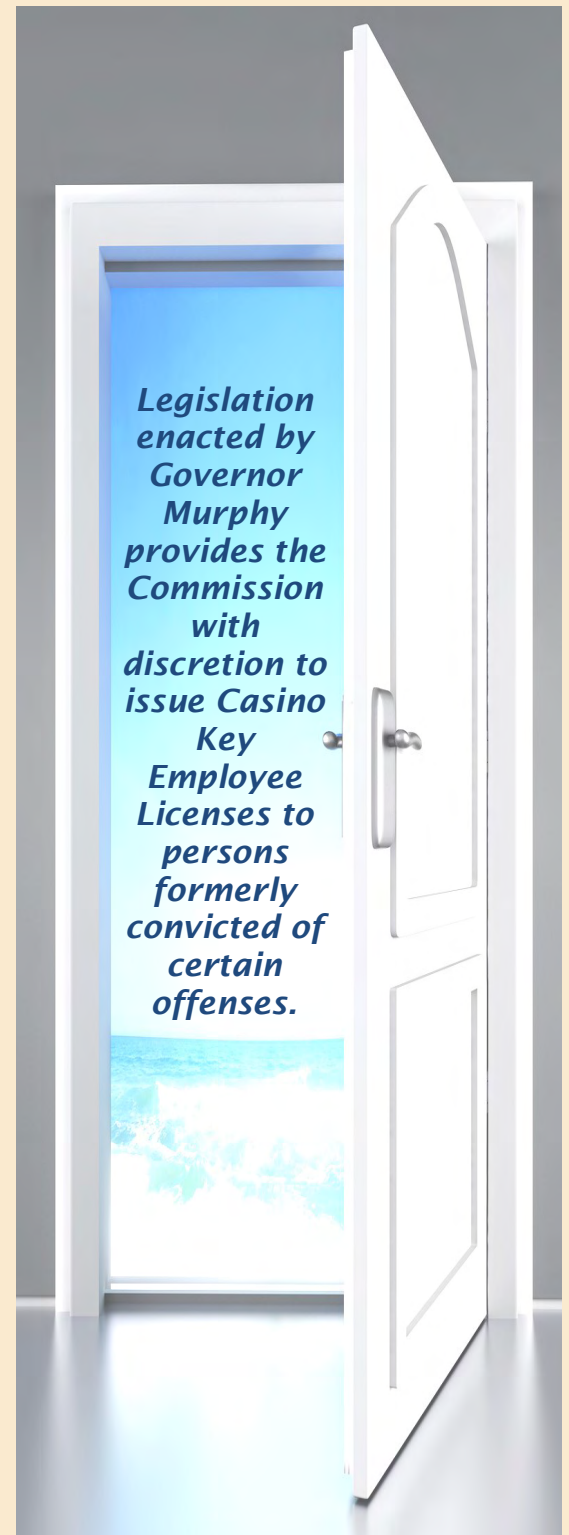 Legislation
enacted by
Governor
Murphy
provides the
Commission
with
discretion to
issue Casino
Key
Employee
Licenses to
persons
formerly
convicted of
certain
offenses.